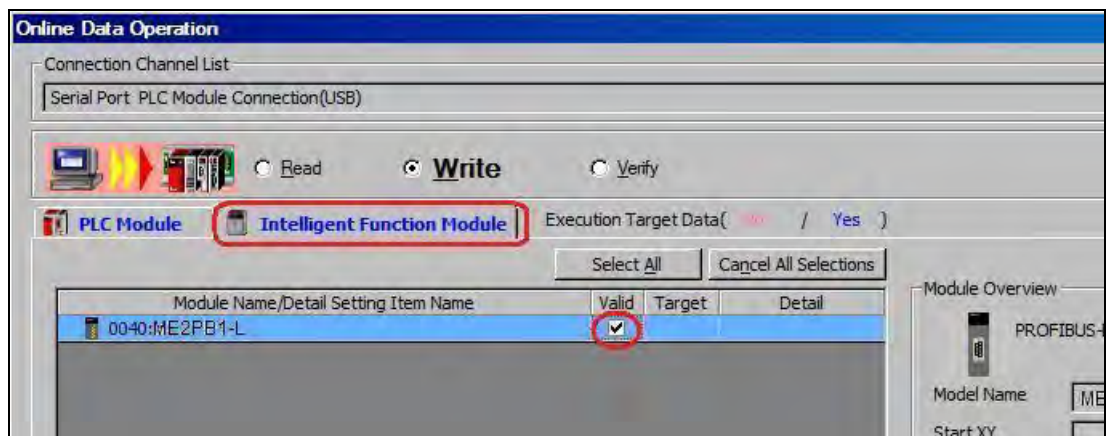 Online Data Operation
Connection Channel List
Serial Port PLC Module Connection(USB)
Read Write Verify
PLC Module Intelligent Function Module Execution Target Data( No / Yes )
Select All Cancel All Selections
Module Name/Detail Setting Item Name Valid Target Detail
0040:ME2PB1-L
Module Overview
PROFIBUS-
Model Name ME
Start XY